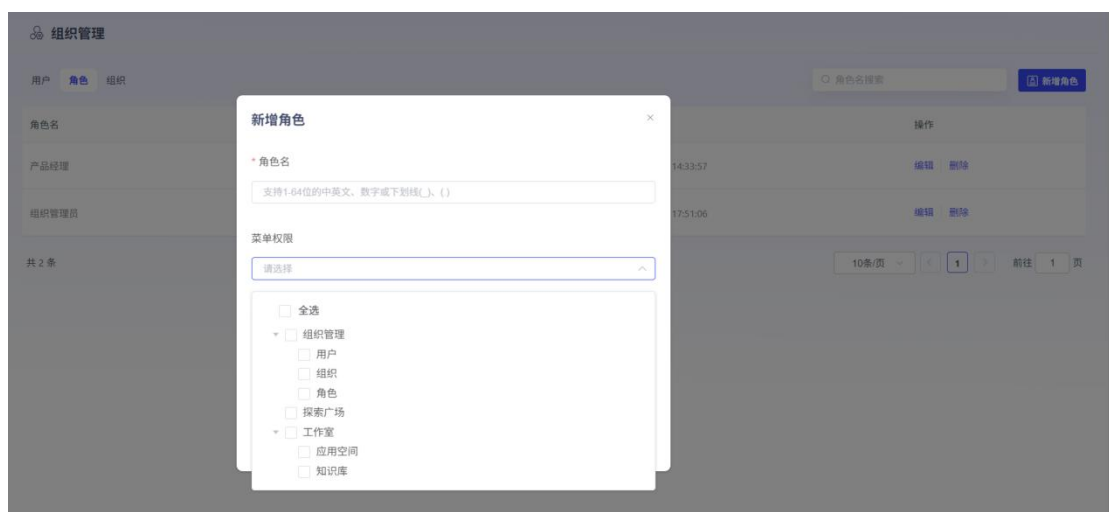 组织管理
用户 角色 组织 角色名搜索 新增角色
角色名 操作
产品经理 14:33:57 编辑 删除
组织管理员 17:51:06 编辑 删除
共 2 条 10条/页 1 前往 1 页
新增角色
* 角色名
支持1-64位的中英文、数字或下划线(_)、( )
菜单权限
请选择
全选
组织管理
用户
组织
角色
探索广场
工作室
应用空间
知识库